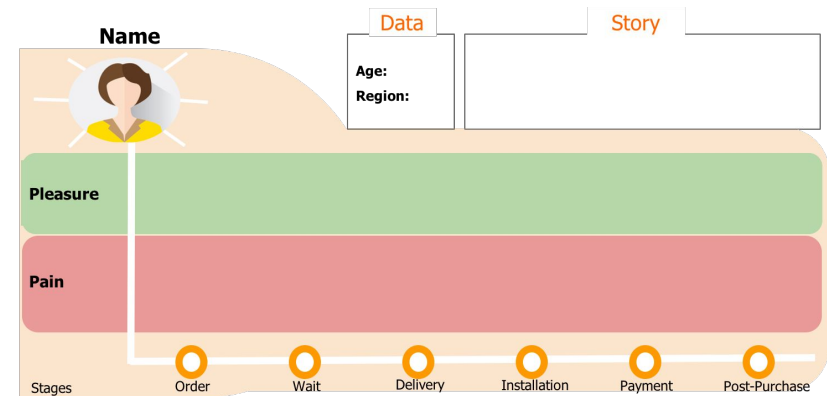 Name
Data
Story
Age:
Region:
Pleasure
Pain
Stages
Order
Wait
Delivery
Installation
Payment
Post-Purchase